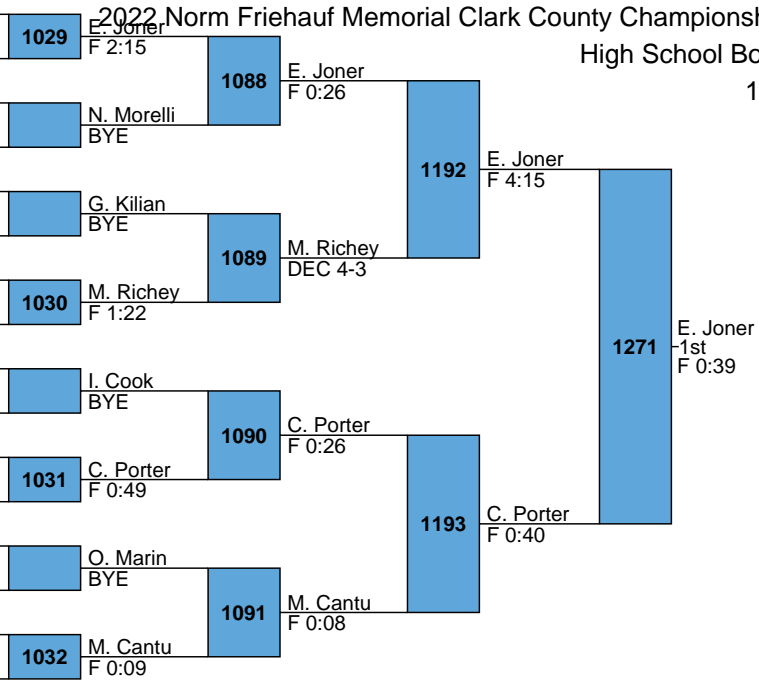 2022 Norm Friehauf Memorial Clark County Championsh
High School Bo
1
1029
E. Joner
F 2:15
1088
E. Joner
F 0:26
N. Morelli
BYE
1192
E. Joner
F 4:15
G. Kilian
BYE
1089
M. Richey
DEC 4-3
1030
M. Richey
F 1:22
1271
E. Joner
1st
F 0:39
I. Cook
BYE
1090
C. Porter
F 0:26
1031
C. Porter
F 0:49
1193
C. Porter
F 0:40
O. Marin
BYE
1091
M. Cantu
F 0:08
1032
M. Cantu
F 0:09